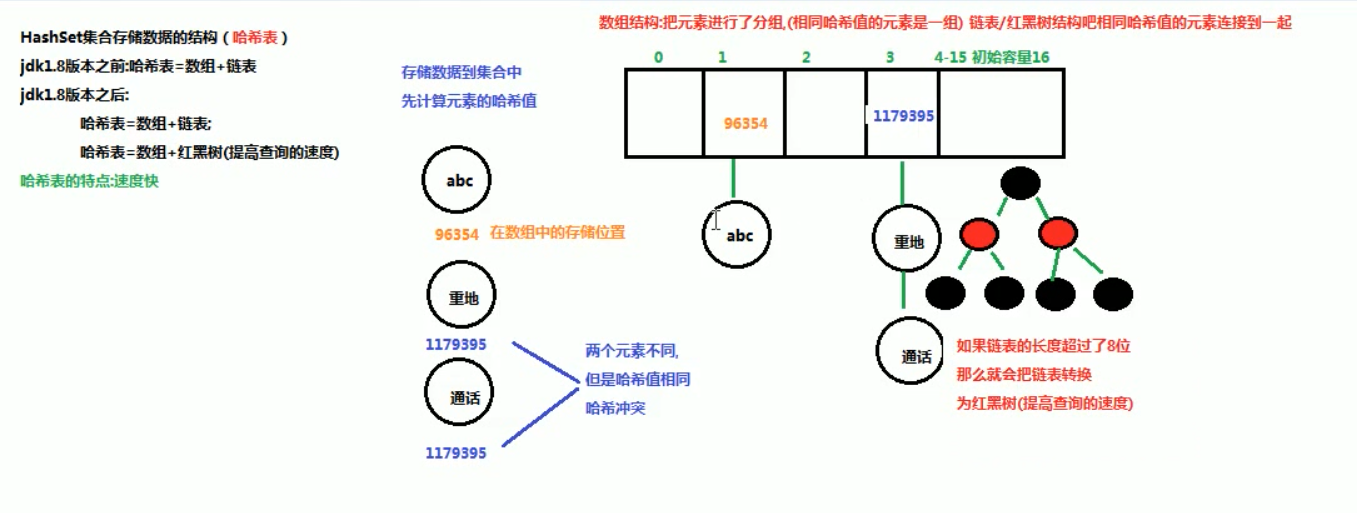 数组结构:把元素进行了分组,(相同哈希值的元素是一组) 链表/红黑树结构吧相同哈希值的元素连接到一起
HashSet集合存储数据的结构（哈希表）
jdk1.8版本之前:哈希表=数组+链表
jdk1.8版本之后:
哈希表=数组+链表;
哈希表=数组+红黑树(提高查询的速度)
哈希表的特点:速度快
存储数据到集合中
先计算元素的哈希值
abc
96354 在数组中的存储位置
重地
1179395
通话
1179395
两个元素不同,
但是哈希值相同
哈希冲突
0 1 2 3 4-15 初始容量16
96354 1179395
abc
重地
通话
如果链表的长度超过了8位
那么就会把链表转换
为红黑树(提高查询的速度)